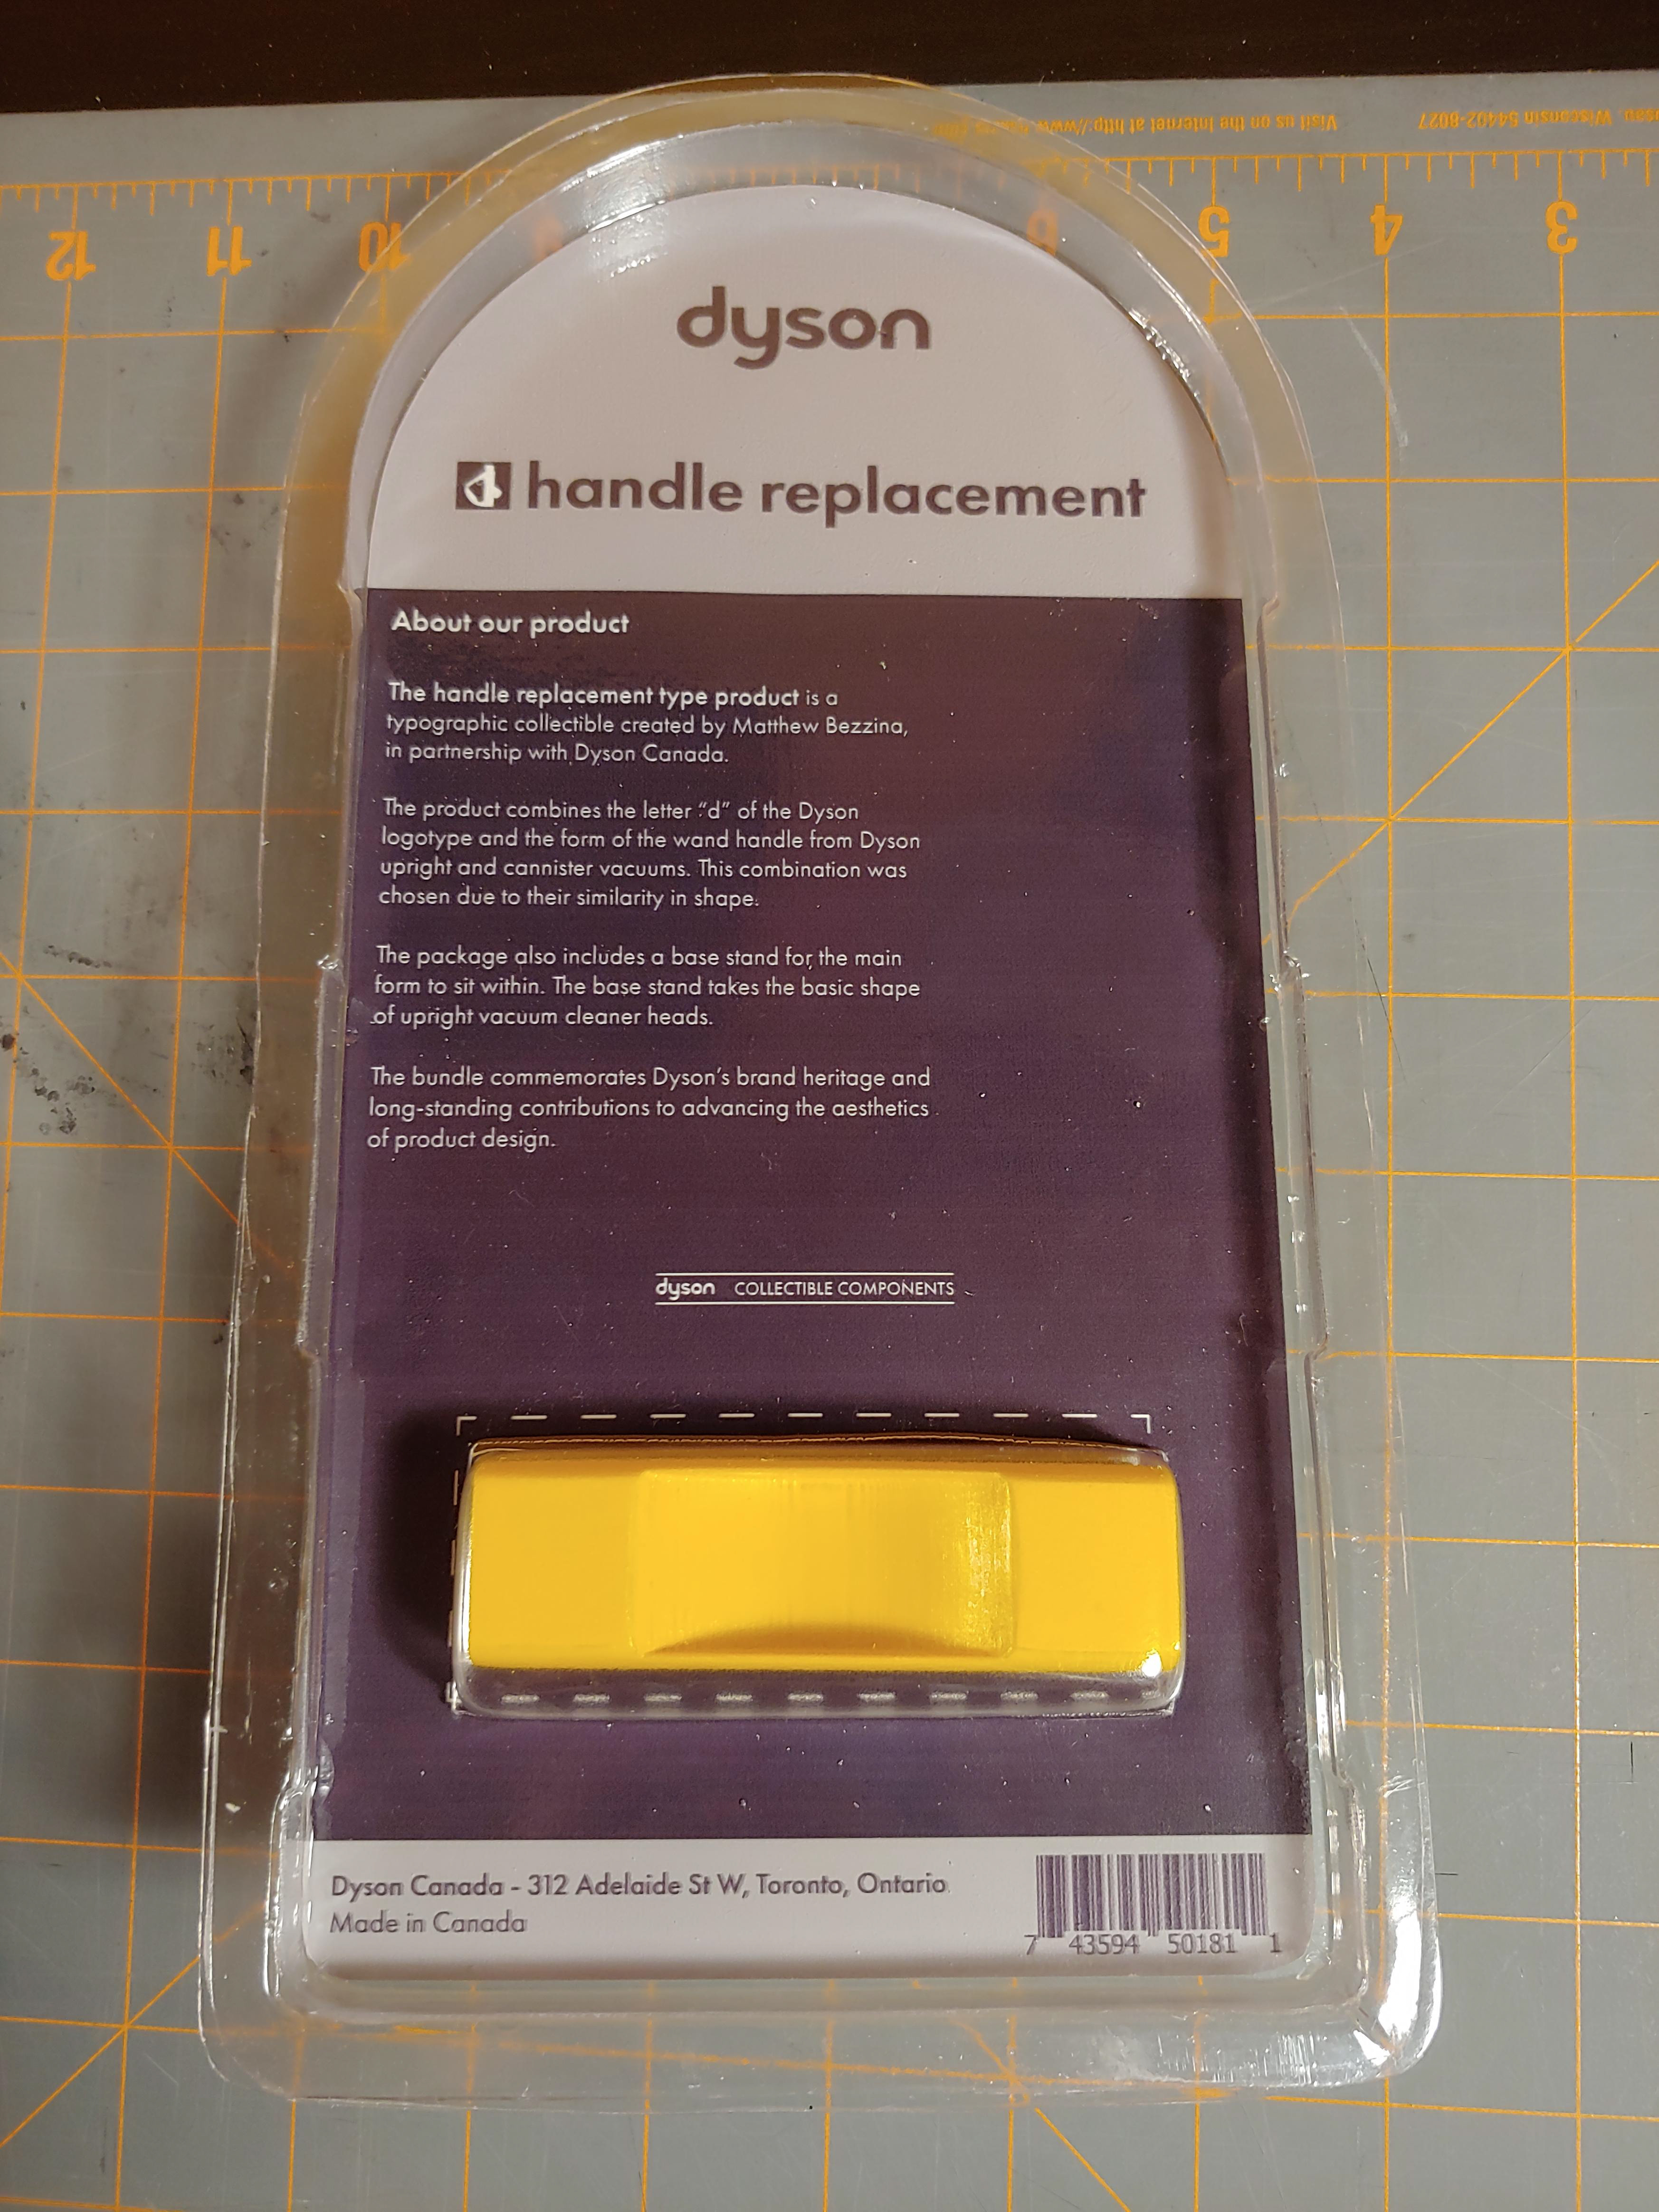 Visit us on the Internet at http://www.
Wisconsin 54402-8027
12 11 10 9 6 5 4 3
dyson
handle replacement
About our product
The handle replacement type product is a
typographic collectible created by Matthew Bezzina,
in partnership with Dyson Canada.
The product combines the letter “d” of the Dyson
logotype and the form of the wand handle from Dyson
upright and cannister vacuums. This combination was
chosen due to their similarity in shape.
The package also includes a base stand for the main
form to sit within. The base stand takes the basic shape
of upright vacuum cleaner heads.
The bundle commemorates Dyson’s brand heritage and
long-standing contributions to advancing the aesthetics
of product design.
dyson COLLECTIBLE COMPONENTS
Dyson Canada - 312 Adelaide St W, Toronto, Ontario
Made in Canada
7 43594 50181 1